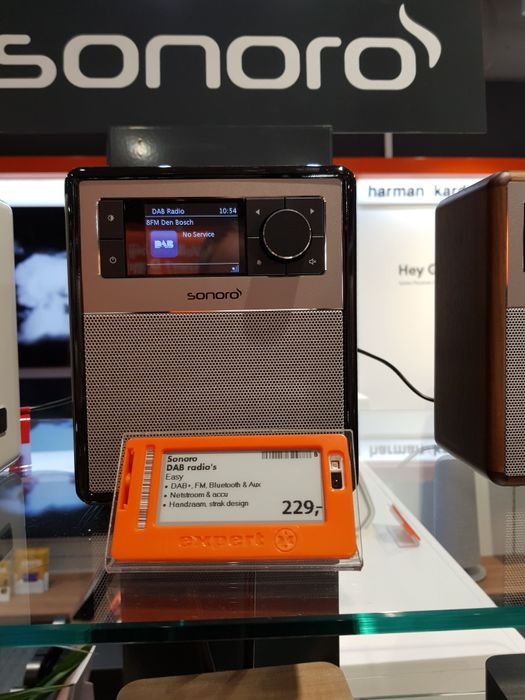 sonoro
harman kard
DAB Radio 10:54
BFM Den Bosch
No Service
DAB
Hey G
sonoro
Sonoro
DAB radio's
Easy
• DAB+, FM, Bluetooth & Aux
• Netstroom & accu
• Handzaam, strak design
229,-
expert